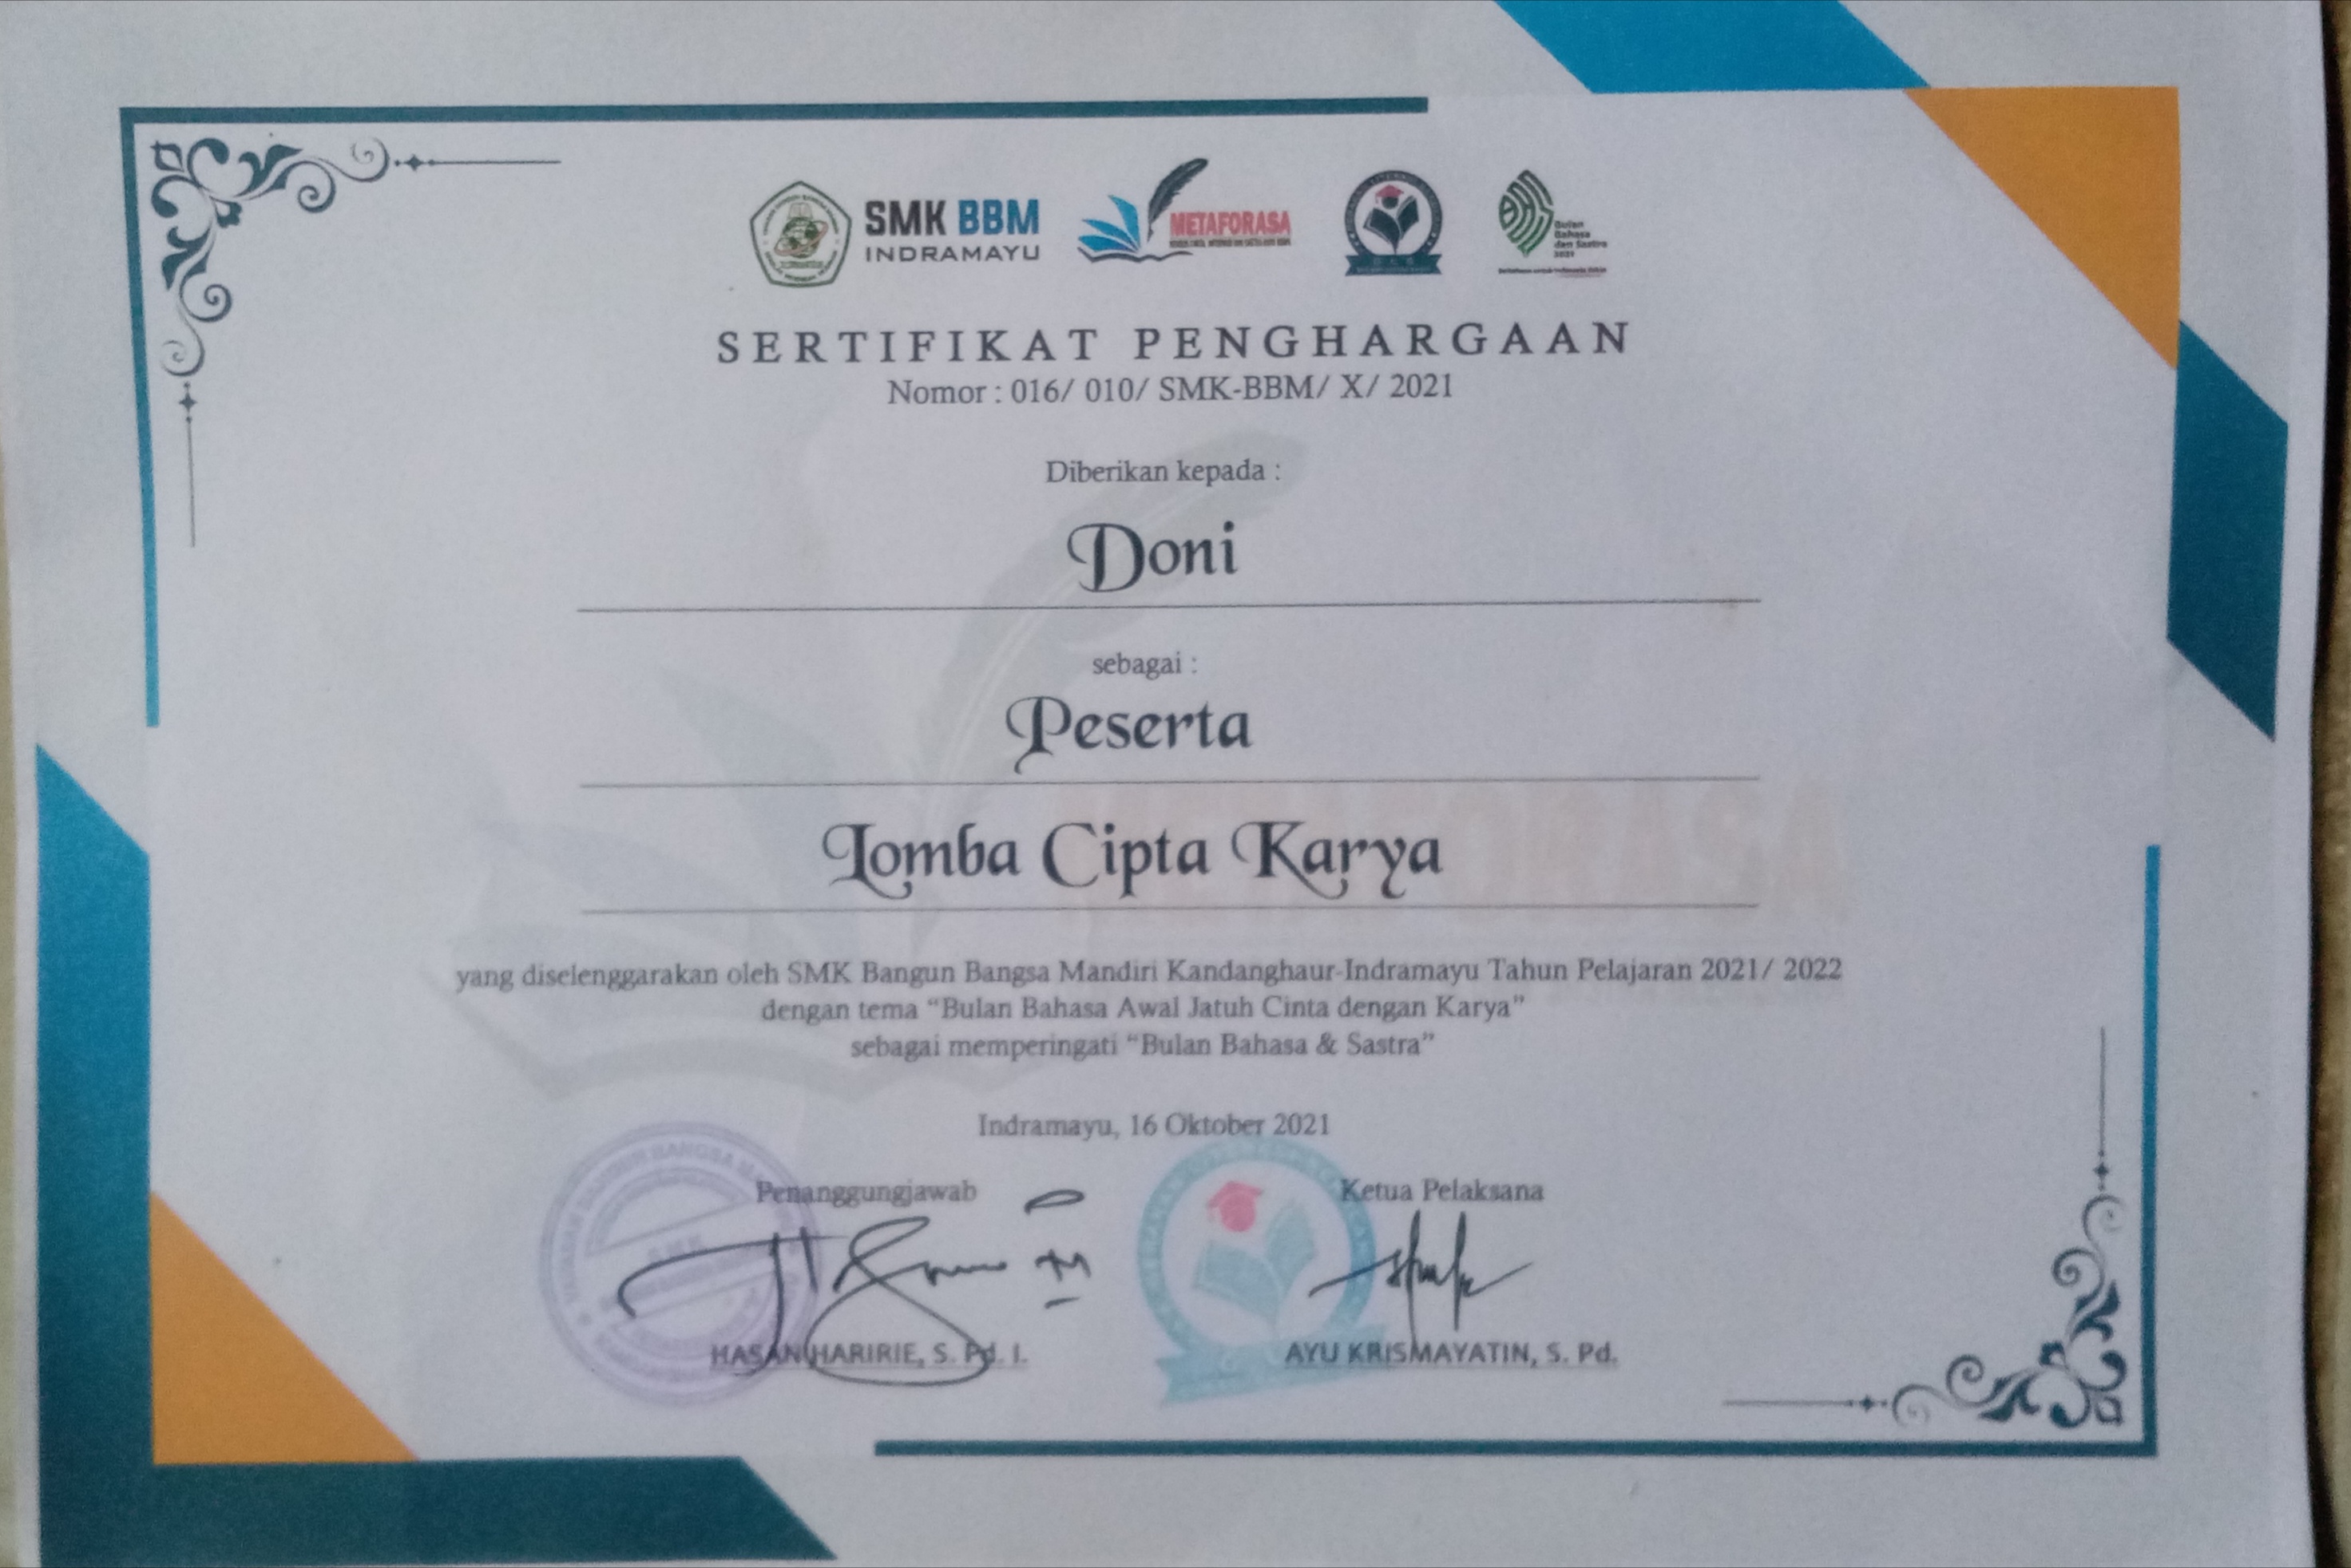 SMK BBM
INDRAMAYU
METAFORASA
Bulan
Bahasa
dan Sastra
2021
SERTIFIKAT PENGHARGAAN
Nomor : 016/ 010/ SMK-BBM/ X/ 2021
Diberikan kepada :
Doni
sebagai :
Peserta
Lomba Cipta Karya
yang diselenggarakan oleh SMK Bangun Bangsa Mandiri Kandanghaur-Indramayu Tahun Pelajaran 2021/ 2022
dengan tema “Bulan Bahasa Awal Jatuh Cinta dengan Karya”
sebagai memperingati “Bulan Bahasa & Sastra”
Indramayu, 16 Oktober 2021
Penanggungjawab
Ketua Pelaksana
HASAN HARIRIE, S. Pd. I.
AYU KRISMAYATIN, S. Pd.